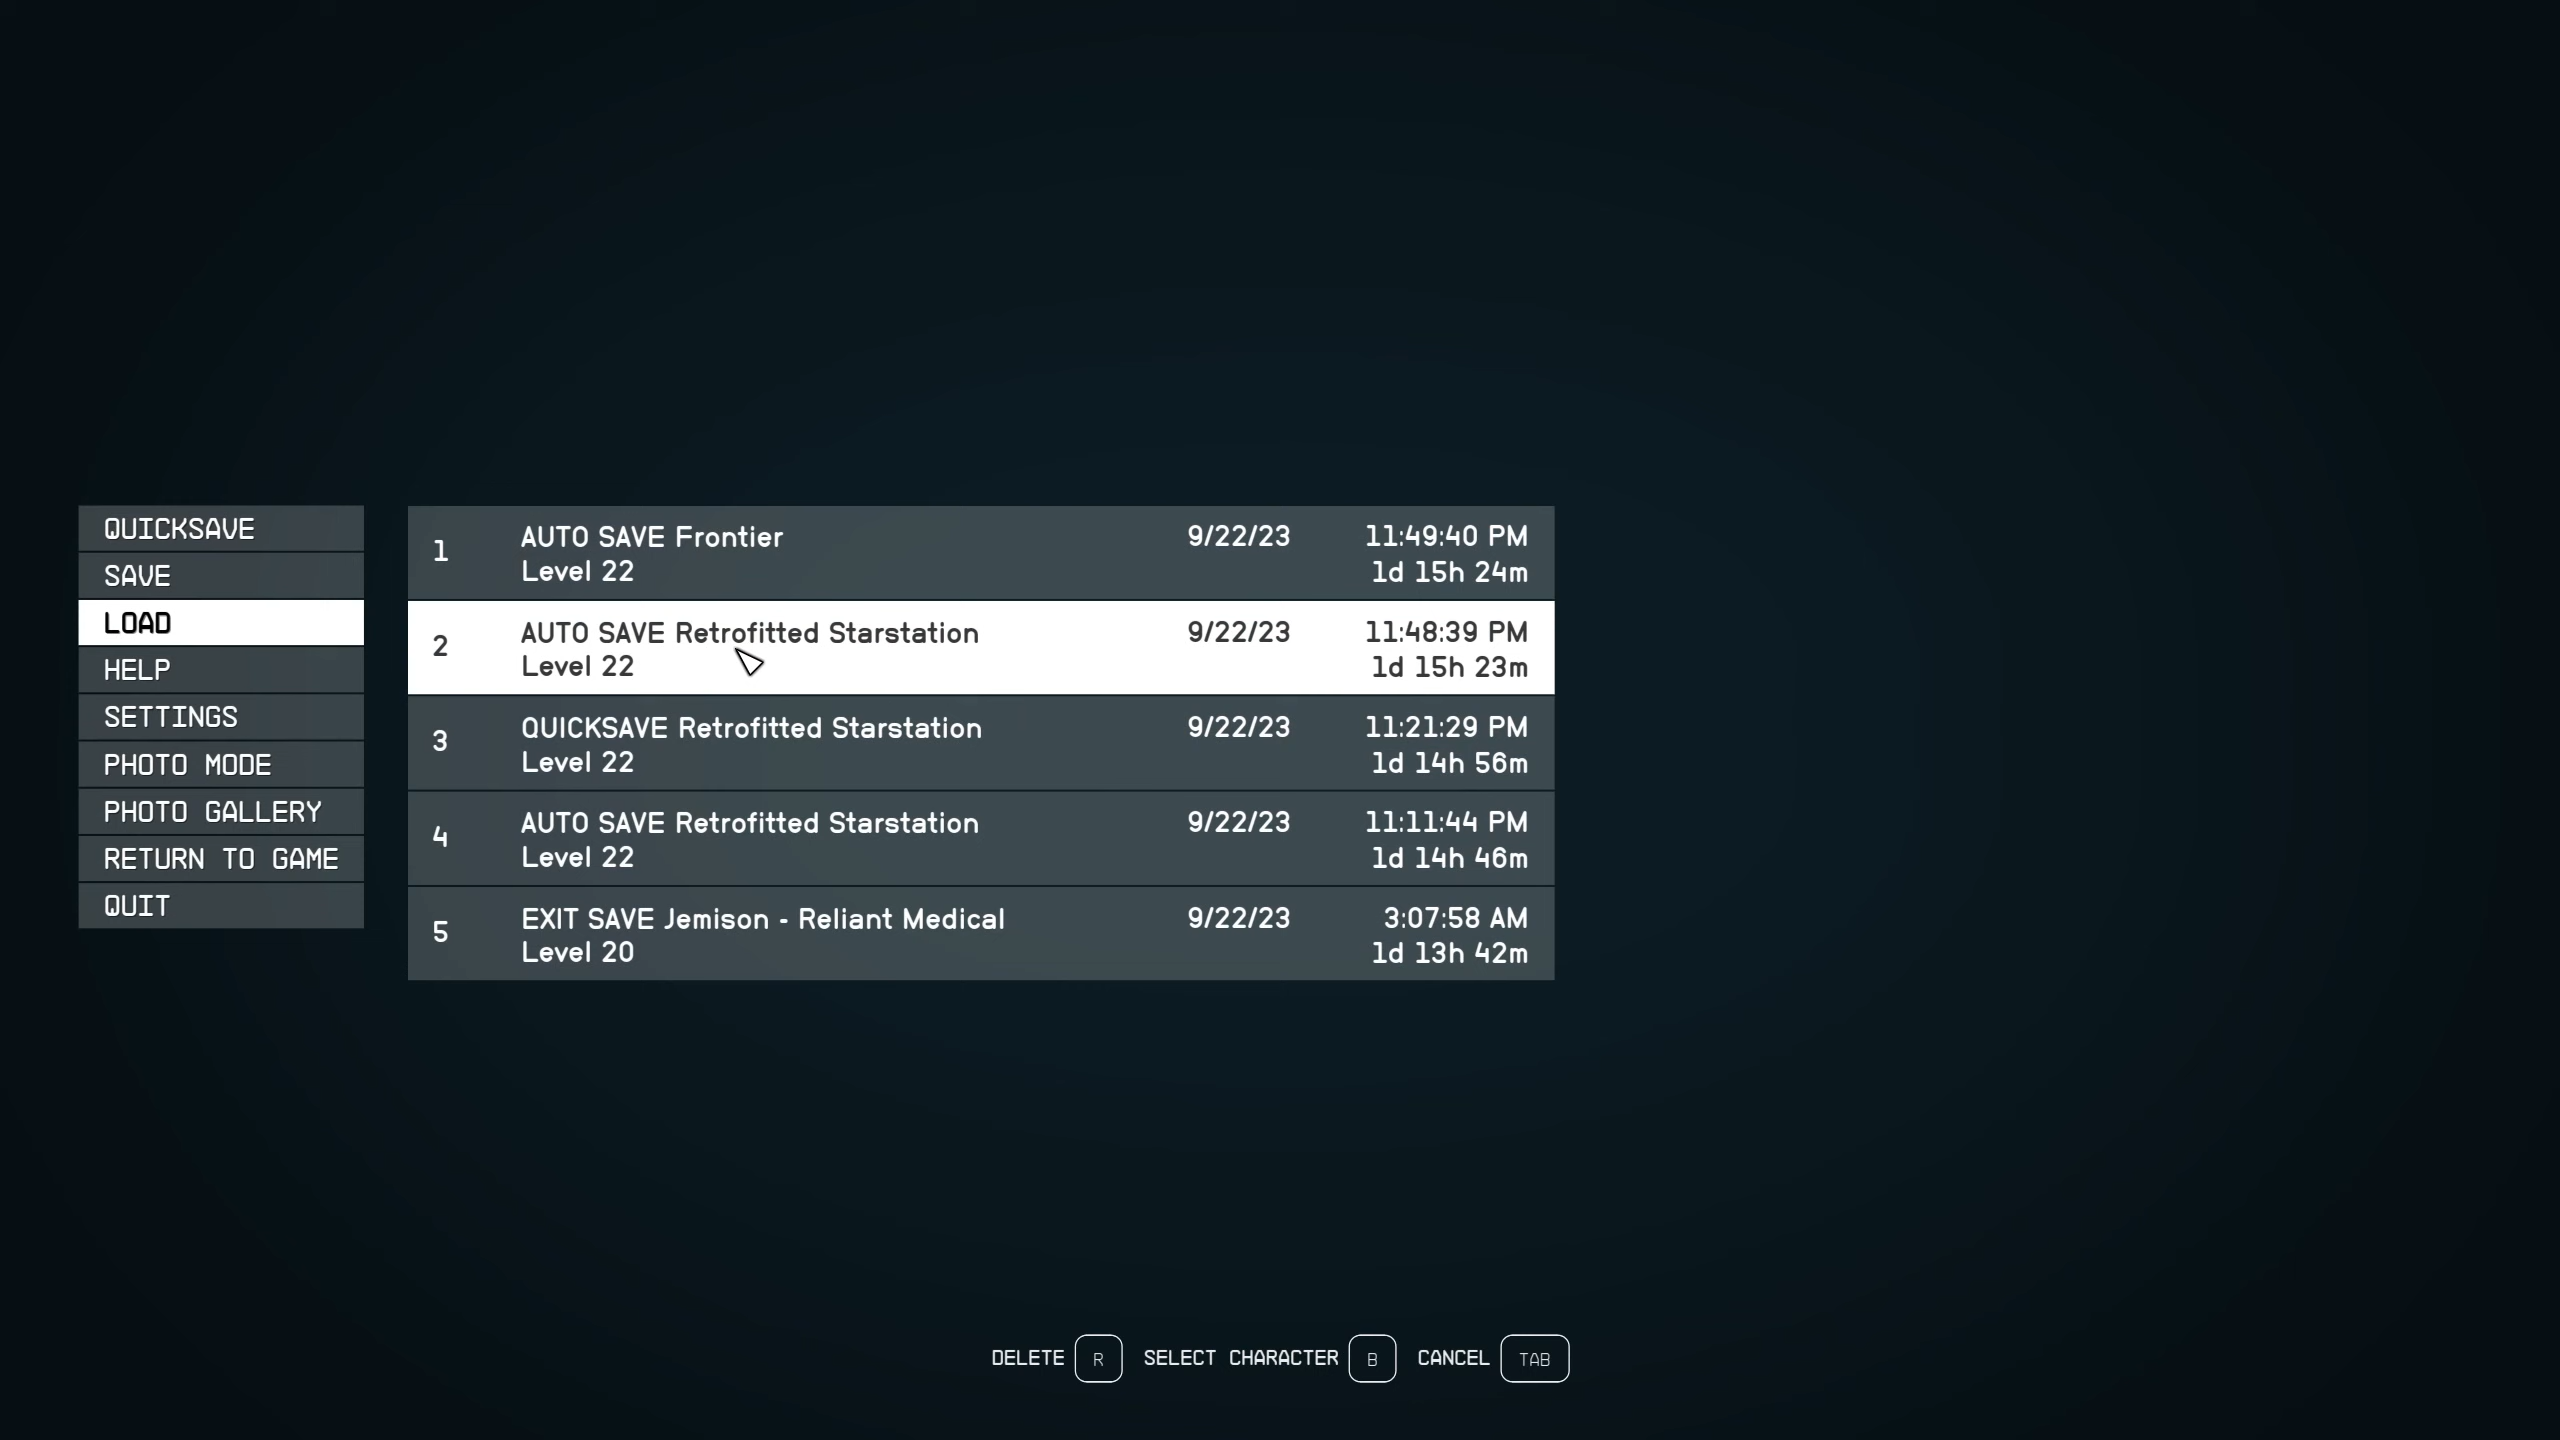 QUICKSAVE
SAVE
LOAD
HELP
SETTINGS
PHOTO MODE
PHOTO GALLERY
RETURN TO GAME
QUIT
1 AUTO SAVE Frontier 9/22/23 11:49:40 PM
Level 22 1d 15h 24m
2 AUTO SAVE Retrofitted Starstation 9/22/23 11:48:39 PM
Level 22 1d 15h 23m
3 QUICKSAVE Retrofitted Starstation 9/22/23 11:21:29 PM
Level 22 1d 14h 56m
4 AUTO SAVE Retrofitted Starstation 9/22/23 11:11:44 PM
Level 22 1d 14h 46m
5 EXIT SAVE Jemison - Reliant Medical 9/22/23 3:07:58 AM
Level 20 1d 13h 42m
DELETE R SELECT CHARACTER B CANCEL TAB